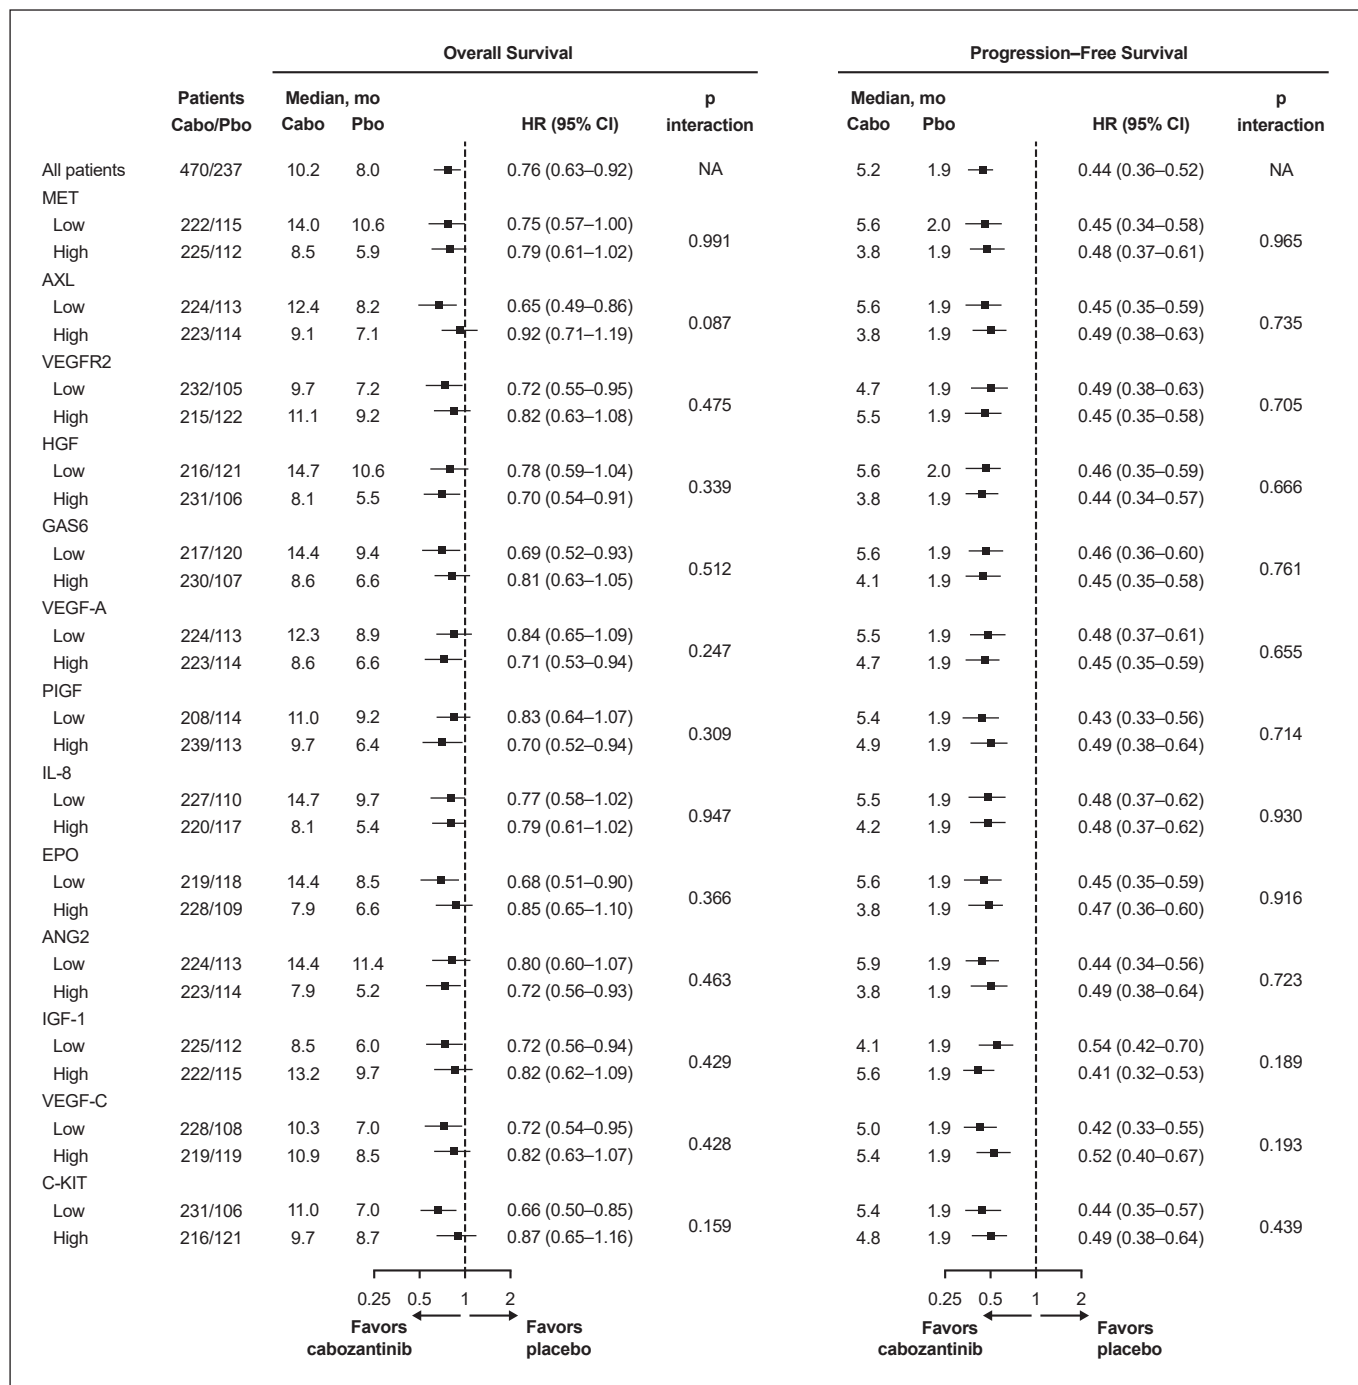 Overall Survival Progression–Free Survival
Patients Median, mo p Median, mo p
Cabo/Pbo Cabo Pbo HR (95% CI) interaction Cabo Pbo HR (95% CI) interaction
All patients 470/237 10.2 8.0 0.76 (0.63–0.92) NA 5.2 1.9 0.44 (0.36–0.52) NA
MET
Low 222/115 14.0 10.6 0.75 (0.57–1.00) 5.6 2.0 0.45 (0.34–0.58)
0.991 0.965
High 225/112 8.5 5.9 0.79 (0.61–1.02) 3.8 1.9 0.48 (0.37–0.61)
AXL
Low 224/113 12.4 8.2 0.65 (0.49–0.86) 5.6 1.9 0.45 (0.35–0.59)
0.087 0.735
High 223/114 9.1 7.1 0.92 (0.71–1.19) 3.8 1.9 0.49 (0.38–0.63)
VEGFR2
Low 232/105 9.7 7.2 0.72 (0.55–0.95) 4.7 1.9 0.49 (0.38–0.63)
0.475 0.705
High 215/122 11.1 9.2 0.82 (0.63–1.08) 5.5 1.9 0.45 (0.35–0.58)
HGF
Low 216/121 14.7 10.6 0.78 (0.59–1.04) 5.6 2.0 0.46 (0.35–0.59)
0.339 0.666
High 231/106 8.1 5.5 0.70 (0.54–0.91) 3.8 1.9 0.44 (0.34–0.57)
GAS6
Low 217/120 14.4 9.4 0.69 (0.52–0.93) 5.6 1.9 0.46 (0.36–0.60)
0.512 0.761
High 230/107 8.6 6.6 0.81 (0.63–1.05) 4.1 1.9 0.45 (0.35–0.58)
VEGF-A
Low 224/113 12.3 8.9 0.84 (0.65–1.09) 5.5 1.9 0.48 (0.37–0.61)
0.247 0.655
High 223/114 8.6 6.6 0.71 (0.53–0.94) 4.7 1.9 0.45 (0.35–0.59)
PlGF
Low 208/114 11.0 9.2 0.83 (0.64–1.07) 5.4 1.9 0.43 (0.33–0.56)
0.309 0.714
High 239/113 9.7 6.4 0.70 (0.52–0.94) 4.9 1.9 0.49 (0.38–0.64)
IL-8
Low 227/110 14.7 9.7 0.77 (0.58–1.02) 5.5 1.9 0.48 (0.37–0.62)
0.947 0.930
High 220/117 8.1 5.4 0.79 (0.61–1.02) 4.2 1.9 0.48 (0.37–0.62)
EPO
Low 219/118 14.4 8.5 0.68 (0.51–0.90) 5.6 1.9 0.45 (0.35–0.59)
0.366 0.916
High 228/109 7.9 6.6 0.85 (0.65–1.10) 3.8 1.9 0.47 (0.36–0.60)
ANG2
Low 224/113 14.4 11.4 0.80 (0.60–1.07) 5.9 1.9 0.44 (0.34–0.56)
0.463 0.723
High 223/114 7.9 5.2 0.72 (0.56–0.93) 3.8 1.9 0.49 (0.38–0.64)
IGF-1
Low 225/112 8.5 6.0 0.72 (0.56–0.94) 4.1 1.9 0.54 (0.42–0.70)
0.429 0.189
High 222/115 13.2 9.7 0.82 (0.62–1.09) 5.6 1.9 0.41 (0.32–0.53)
VEGF-C
Low 228/108 10.3 7.0 0.72 (0.54–0.95) 5.0 1.9 0.42 (0.33–0.55)
0.428 0.193
High 219/119 10.9 8.5 0.82 (0.63–1.07) 5.4 1.9 0.52 (0.40–0.67)
C-KIT
Low 231/106 11.0 7.0 0.66 (0.50–0.85) 5.4 1.9 0.44 (0.35–0.57)
0.159 0.439
High 216/121 9.7 8.7 0.87 (0.65–1.16) 4.8 1.9 0.49 (0.38–0.64)
0.25 0.5 1 2 0.25 0.5 1 2
Favors Favors Favors Favors
cabozantinib placebo cabozantinib placebo